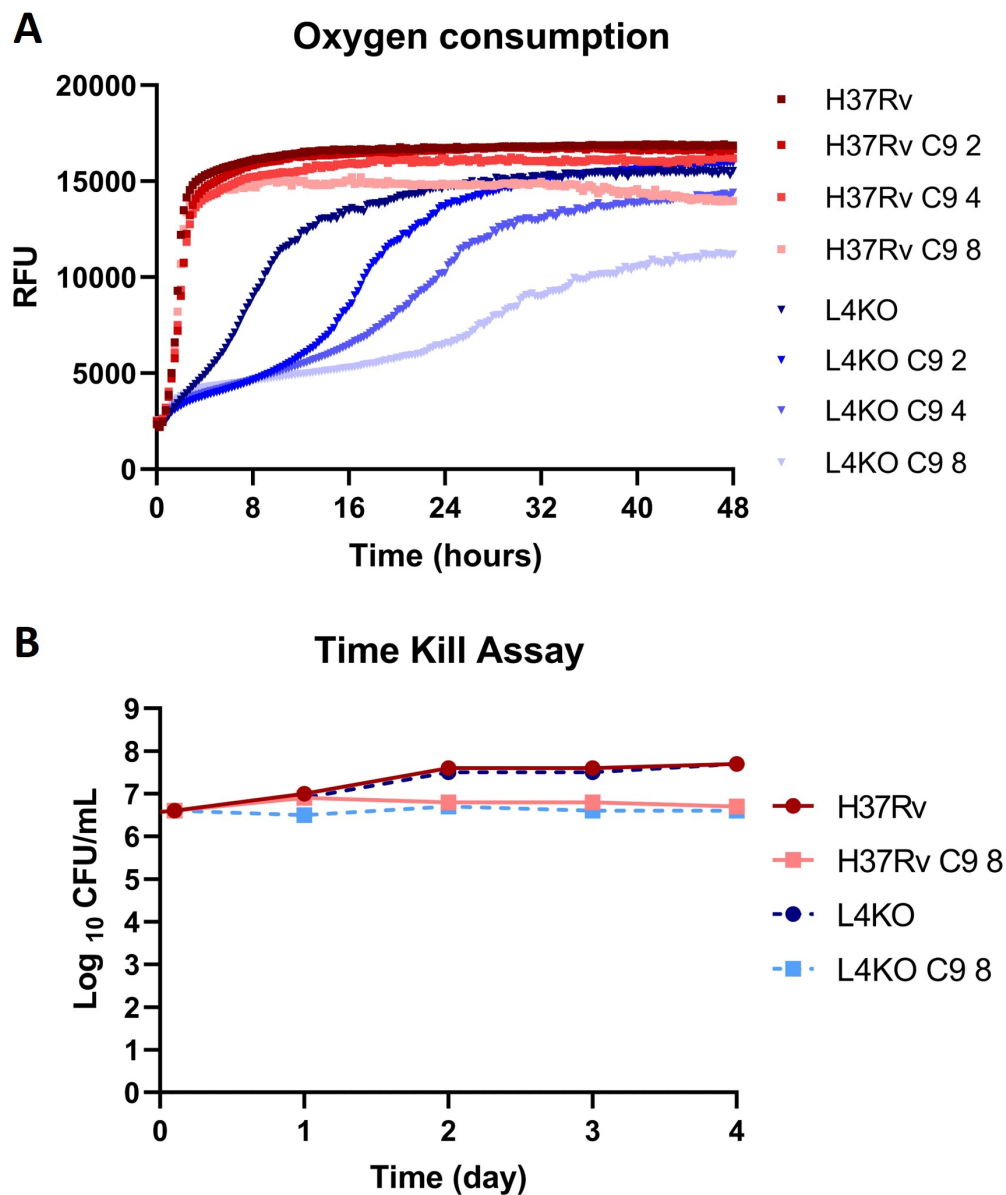 A
Oxygen consumption
20000
15000
10000
5000
0
RFU
0 8 16 24 32 40 48
Time (hours)
H37Rv
H37Rv C9 2
H37Rv C9 4
H37Rv C9 8
L4KO
L4KO C9 2
L4KO C9 4
L4KO C9 8
B
Time Kill Assay
9
8
7
6
5
4
3
2
1
0
Log 10 CFU/mL
0 1 2 3 4
Time (day)
H37Rv
H37Rv C9 8
L4KO
L4KO C9 8